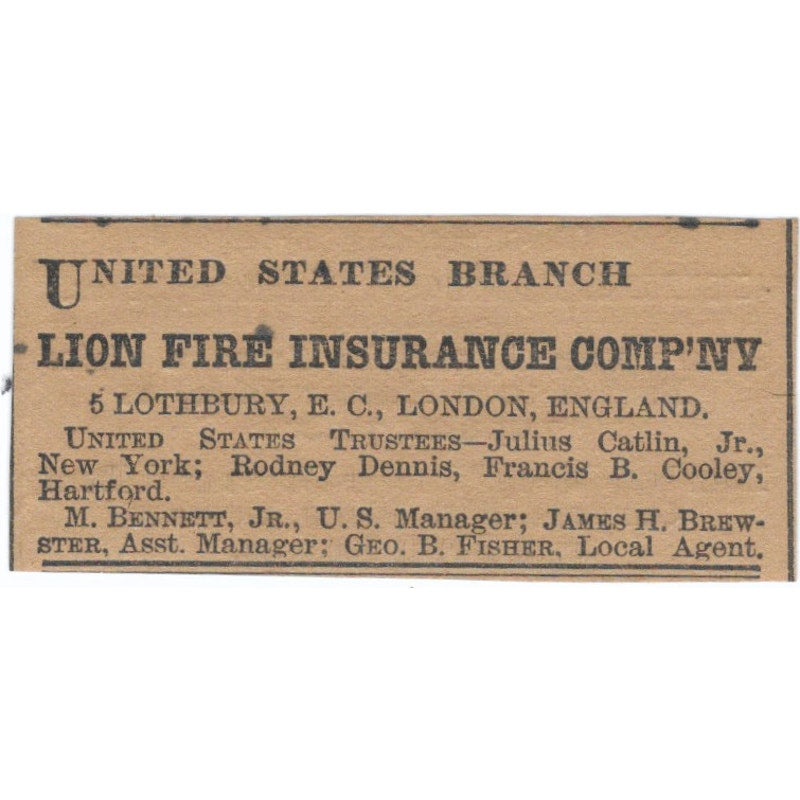 UNITED STATES BRANCH
LION FIRE INSURANCE COMP'NY
5 LOTHBURY, E. C., LONDON, ENGLAND.
UNITED STATES TRUSTEES—Julius Catlin, Jr.,
New York; Rodney Dennis, Francis B. Cooley,
Hartford.
M. BENNETT, JR., U. S. Manager; JAMES H. BREW-
STER, Asst. Manager; GEO. B. FISHER, Local Agent.